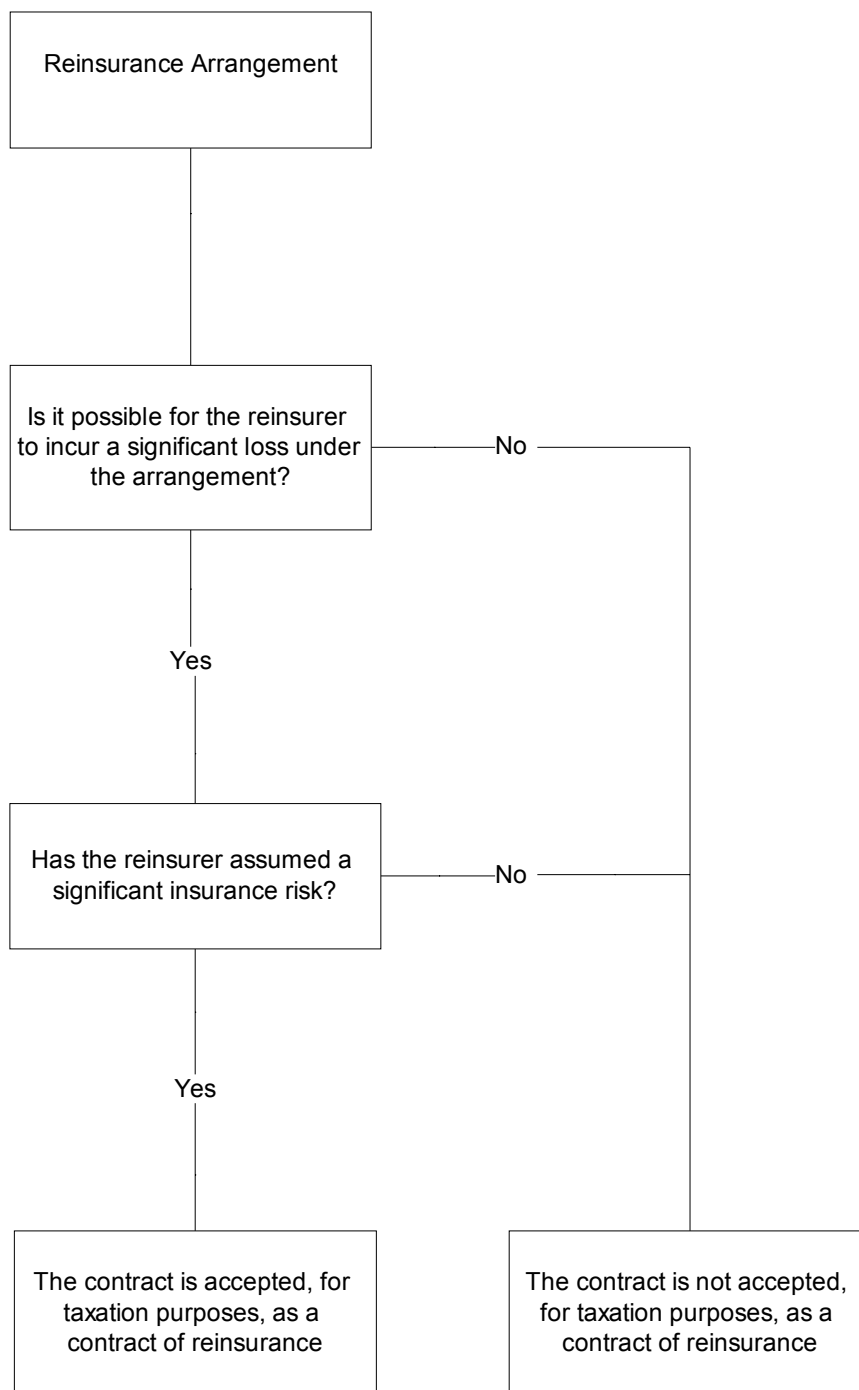 Reinsurance Arrangement
Is it possible for the reinsurer
to incur a significant loss under
the arrangement?
No
Yes
Has the reinsurer assumed a
significant insurance risk?
No
Yes
The contract is accepted, for
taxation purposes, as a
contract of reinsurance
The contract is not accepted,
for taxation purposes, as a
contract of reinsurance